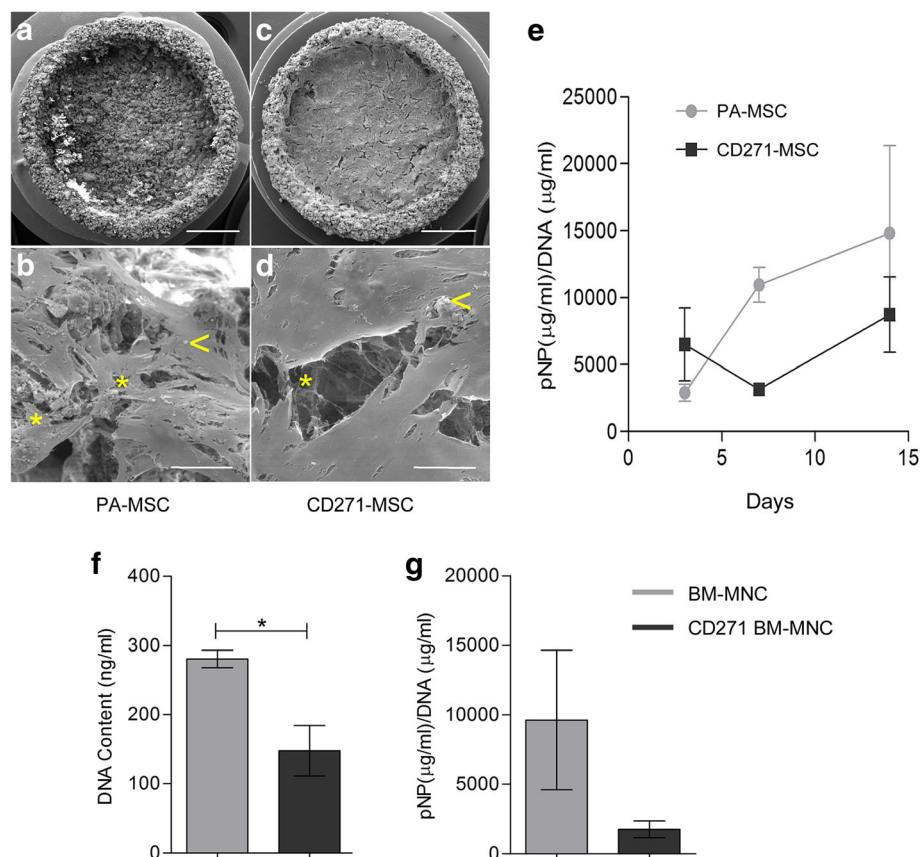 a
c
b
<
*
*
d
<
*
PA-MSC
CD271-MSC
e
25000
20000
15000
10000
5000
0
pNP(µg/ml)/DNA (µg/ml)
PA-MSC
CD271-MSC
0
5
10
15
Days
f
400
300
200
100
0
DNA Content (ng/ml)
*
g
20000
15000
10000
5000
0
pNP(µg/ml)/DNA (µg/ml)
BM-MNC
CD271 BM-MNC